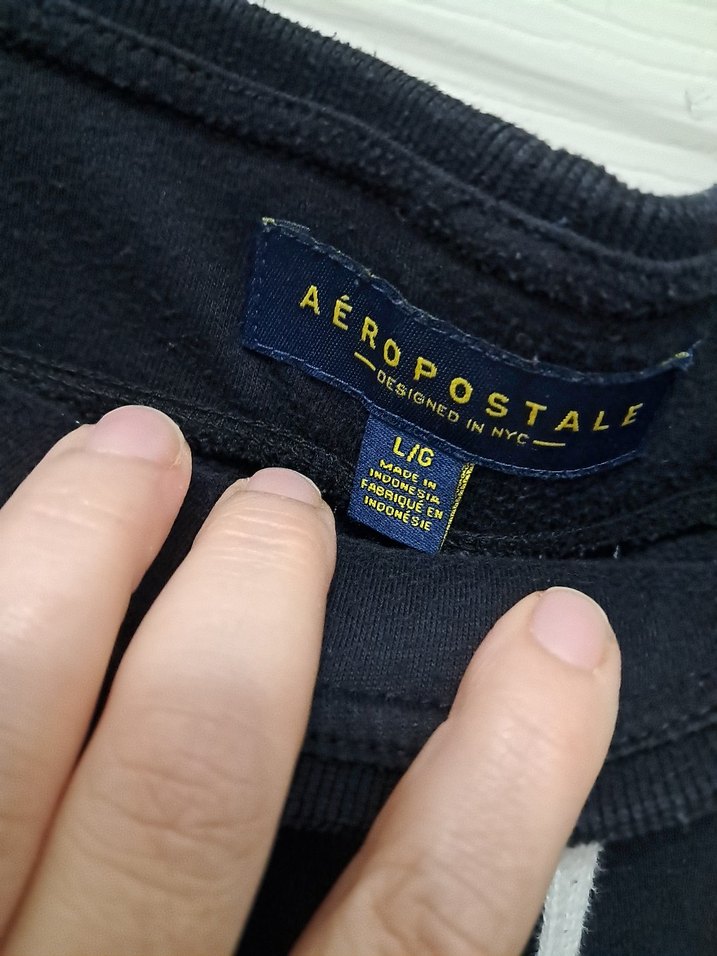 AÉROPOSTALE
DESIGNED IN NYC
L/G
MADE IN
INDONESIA
FABRIQUÉ EN
INDONÉSIE